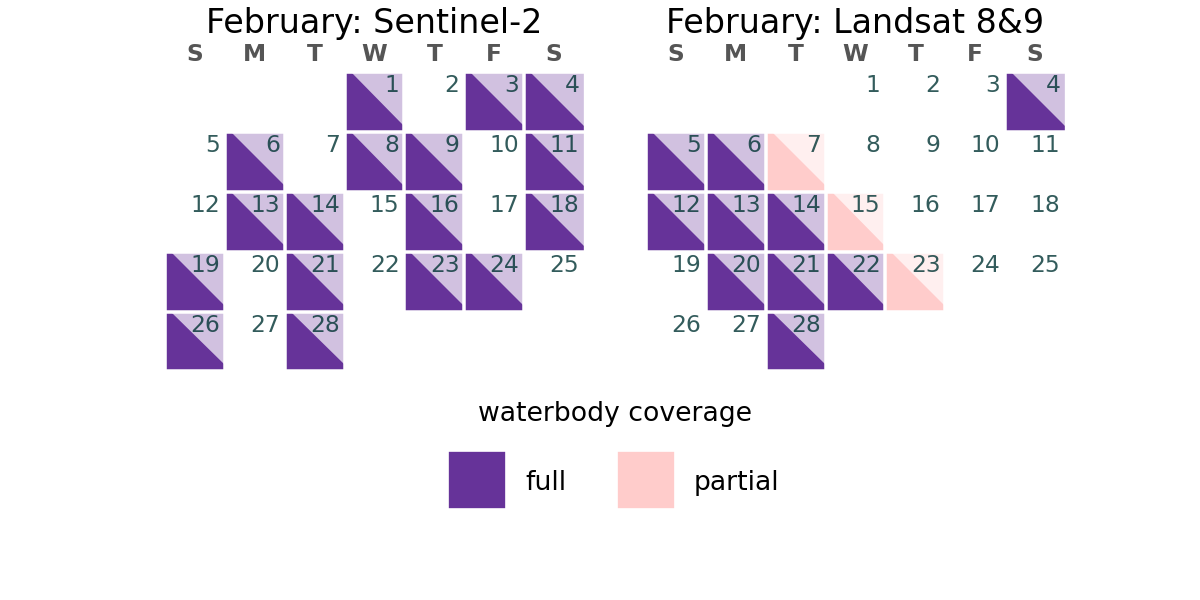 February: Sentinel-2
S M T W T F S
1 2 3 4
5 6 7 8 9 10 11
12 13 14 15 16 17 18
19 20 21 22 23 24 25
26 27 28
February: Landsat 8&9
S M T W T F S
1 2 3 4
5 6 7 8 9 10 11
12 13 14 15 16 17 18
19 20 21 22 23 24 25
26 27 28
waterbody coverage
full partial